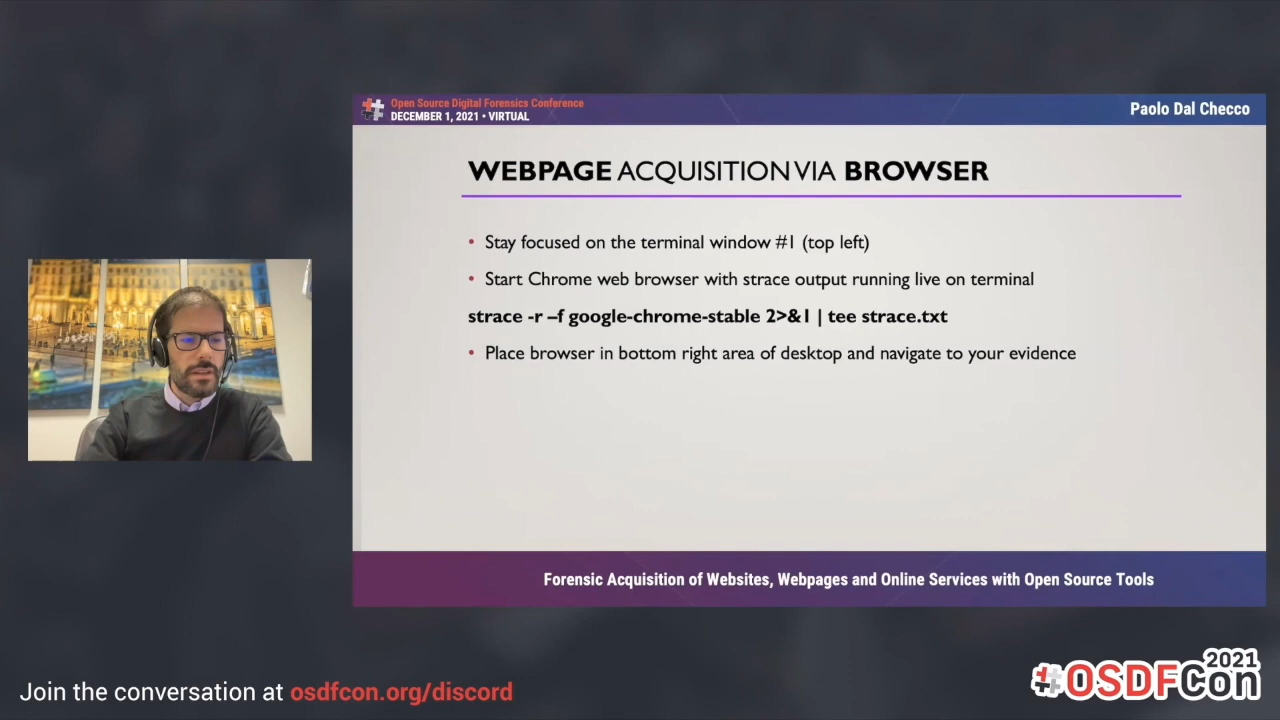 Open Source Digital Forensics Conference
DECEMBER 1, 2021 • VIRTUAL
Paolo Dal Checco
WEBPAGE ACQUISITION VIA BROWSER
• Stay focused on the terminal window #1 (top left)
• Start Chrome web browser with strace output running live on terminal
strace -r –f google-chrome-stable 2>&1 | tee strace.txt
• Place browser in bottom right area of desktop and navigate to your evidence
Forensic Acquisition of Websites, Webpages and Online Services with Open Source Tools
Join the conversation at osdfcon.org/discord
2021
#OSDFCon